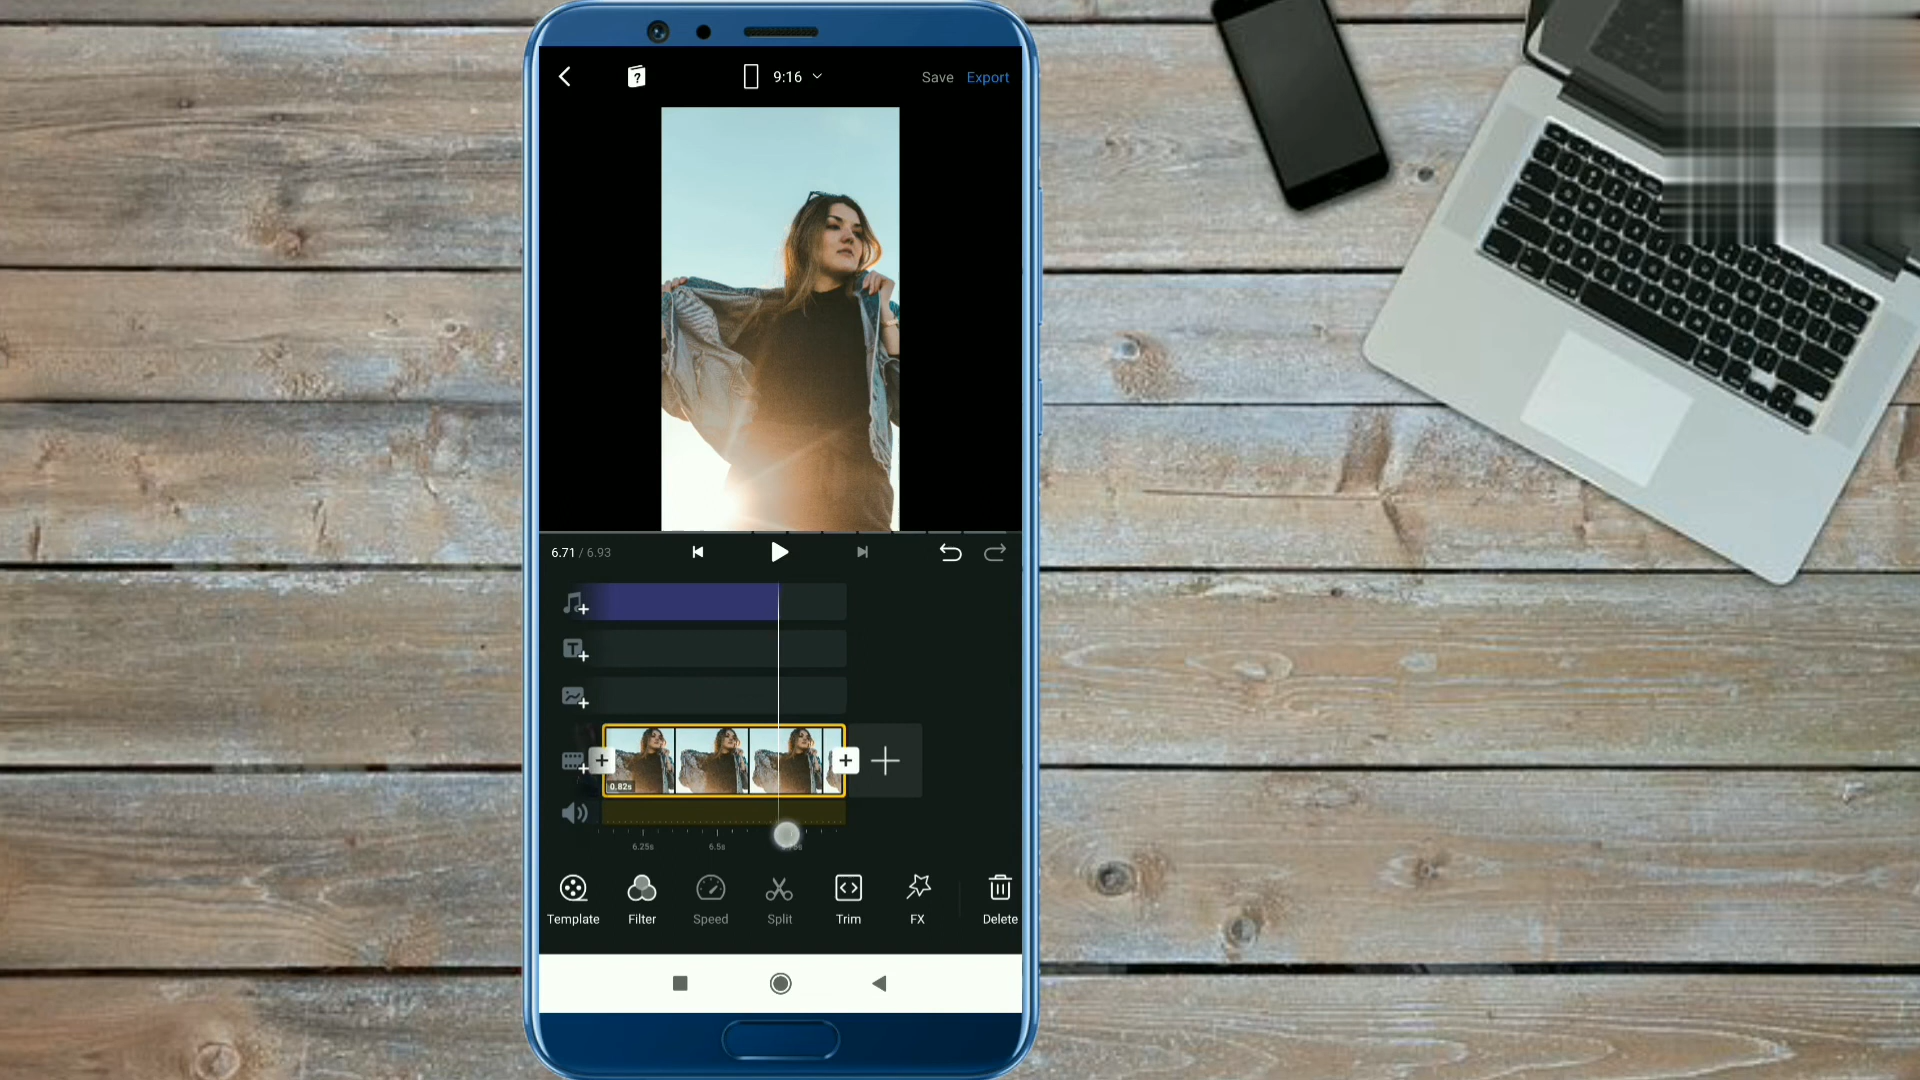 9:16
Save Export
6.71 / 6.93
T
0.82s
6.25s 6.5s
Template Filter Speed Split Trim FX Delete